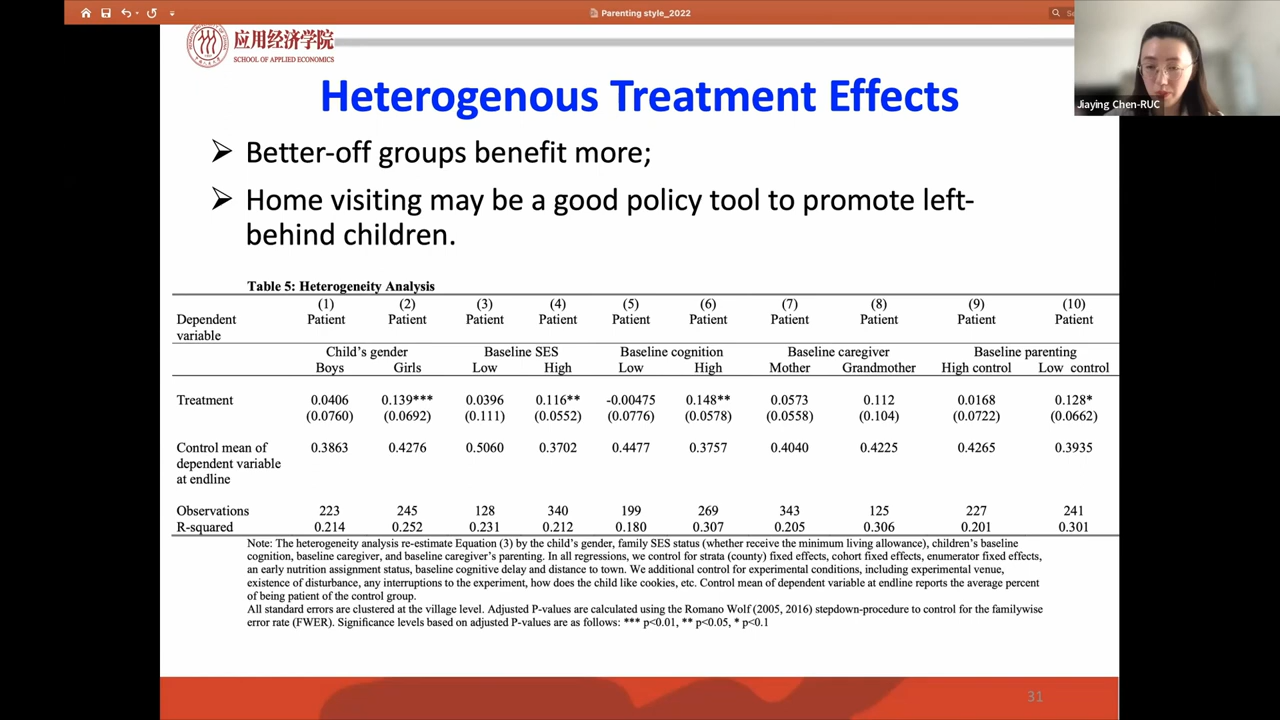 Parenting style_2022
应用经济学院
SCHOOL OF APPLIED ECONOMICS
Jiaying Chen-RUC
Heterogenous Treatment Effects
Better-off groups benefit more;
Home visiting may be a good policy tool to promote left-
behind children.
Table 5: Heterogeneity Analysis
(1) (2) (3) (4) (5) (6) (7) (8) (9) (10)
Dependent Patient Patient Patient Patient Patient Patient Patient Patient Patient Patient
variable
Child's gender Baseline SES Baseline cognition Baseline caregiver Baseline parenting
Boys Girls Low High Low High Mother Grandmother High control Low control
Treatment 0.0406 0.139*** 0.0396 0.116** -0.00475 0.148** 0.0573 0.112 0.0168 0.128*
(0.0760) (0.0692) (0.111) (0.0552) (0.0776) (0.0578) (0.0558) (0.104) (0.0722) (0.0662)
Control mean of 0.3863 0.4276 0.5060 0.3702 0.4477 0.3757 0.4040 0.4225 0.4265 0.3935
dependent variable
at endline
Observations 223 245 128 340 199 269 343 125 227 241
R-squared 0.214 0.252 0.231 0.212 0.180 0.307 0.205 0.306 0.201 0.301
Note: The heterogeneity analysis re-estimate Equation (3) by the child's gender, family SES status (whether receive the minimum living allowance), children's baseline
cognition, baseline caregiver, and baseline caregiver's parenting. In all regressions, we control for strata (county) fixed effects, cohort fixed effects, enumerator fixed effects,
an early nutrition assignment status, baseline cognitive delay and distance to town. We additional control for experimental conditions, including experimental venue,
existence of disturbance, any interruptions to the experiment, how does the child like cookies, etc. Control mean of dependent variable at endline reports the average percent
of being patient of the control group.
All standard errors are clustered at the village level. Adjusted P-values are calculated using the Romano Wolf (2005, 2016) stepdown-procedure to control for the familywise
error rate (FWER). Significance levels based on adjusted P-values are as follows: *** p<0.01, ** p<0.05, * p<0.1
31